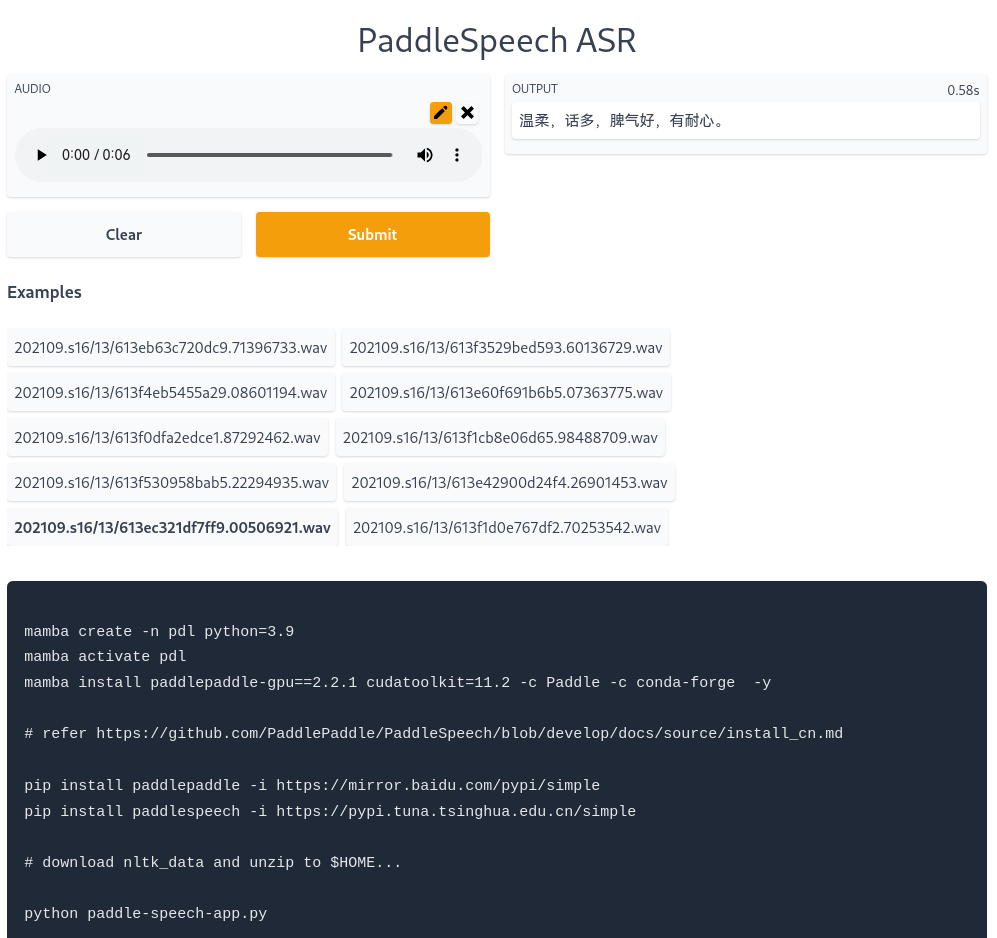 PaddleSpeech ASR
AUDIO
0:00 / 0:06
OUTPUT
0.58s
温柔，话多，脾气好，有耐心。
Clear
Submit
Examples
202109.s16/13/613eb63c720dc9.71396733.wav
202109.s16/13/613f3529bed593.60136729.wav
202109.s16/13/613f4eb5455a29.08601194.wav
202109.s16/13/613e60f691b6b5.07363775.wav
202109.s16/13/613f0dfa2edce1.87292462.wav
202109.s16/13/613f1cb8e06d65.98488709.wav
202109.s16/13/613f530958bab5.22294935.wav
202109.s16/13/613e42900d24f4.26901453.wav
202109.s16/13/613ec321df7ff9.00506921.wav
202109.s16/13/613f1d0e767df2.70253542.wav
mamba create -n pdl python=3.9
mamba activate pdl
mamba install paddlepaddle-gpu==2.2.1 cudatoolkit=11.2 -c Paddle -c conda-forge  -y
# refer https://github.com/PaddlePaddle/PaddleSpeech/blob/develop/docs/source/install_cn.md
pip install paddlepaddle -i https://mirror.baidu.com/pypi/simple
pip install paddlespeech -i https://pypi.tuna.tsinghua.edu.cn/simple
# download nltk_data and unzip to $HOME...
python paddle-speech-app.py